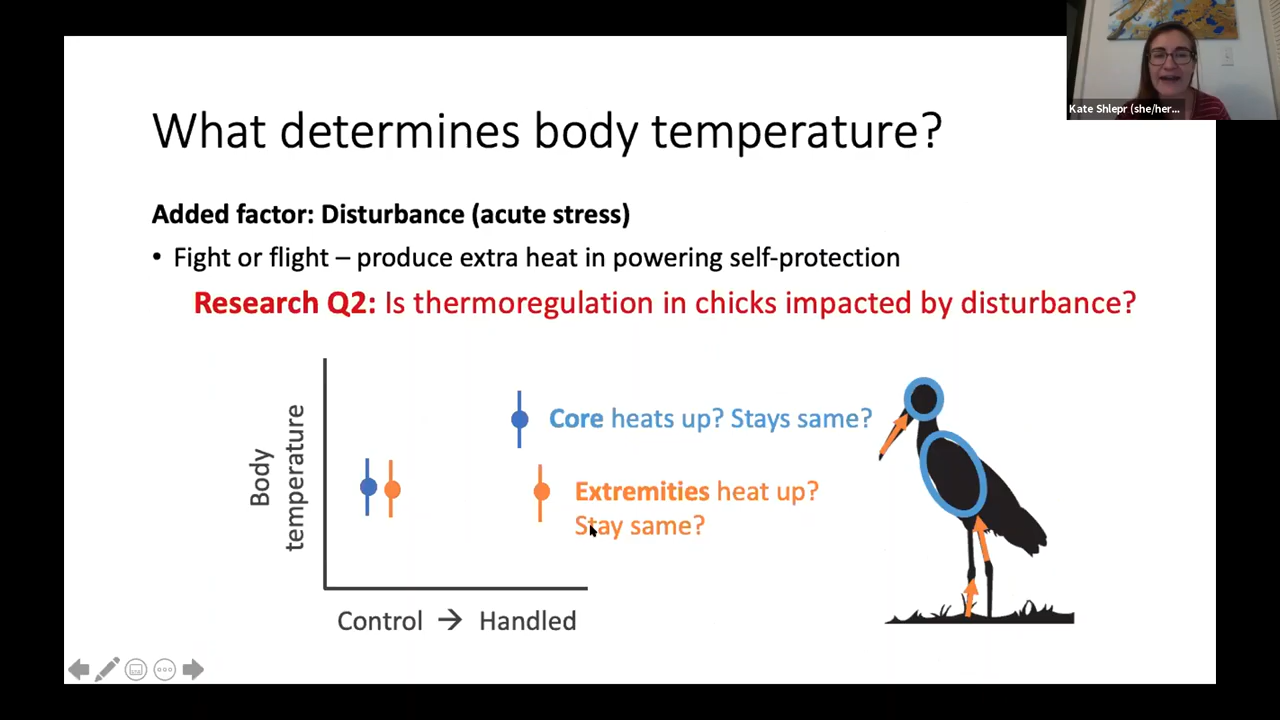 Kate Shlepr (she/her...
What determines body temperature?
Added factor: Disturbance (acute stress)
• Fight or flight – produce extra heat in powering self-protection
Research Q2: Is thermoregulation in chicks impacted by disturbance?
Body
temperature
Core heats up? Stays same?
Extremities heat up?
Stay same?
Control → Handled